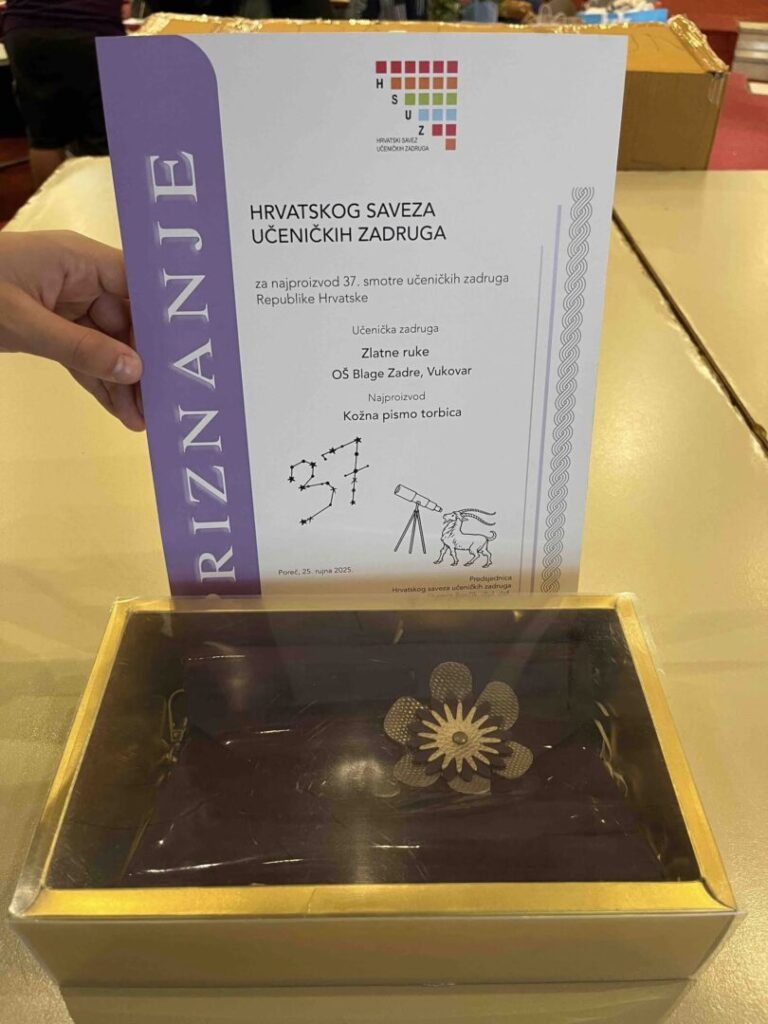 H
S
U
Z
HRVATSKI SAVEZ
UČENIČKIH ZADRUGA
PRIZNANJE
HRVATSKOG SAVEZA
UČENIČKIH ZADRUGA
za najproizvod 37. smotre učeničkih zadruga
Republike Hrvatske
Učenička zadruga
Zlatne ruke
OŠ Blage Zadre, Vukovar
Najproizvod
Kožna pismo torbica
37
Poreč, 25. rujna 2025.
Predsjednica
Hrvatskog saveza učeničkih zadruga